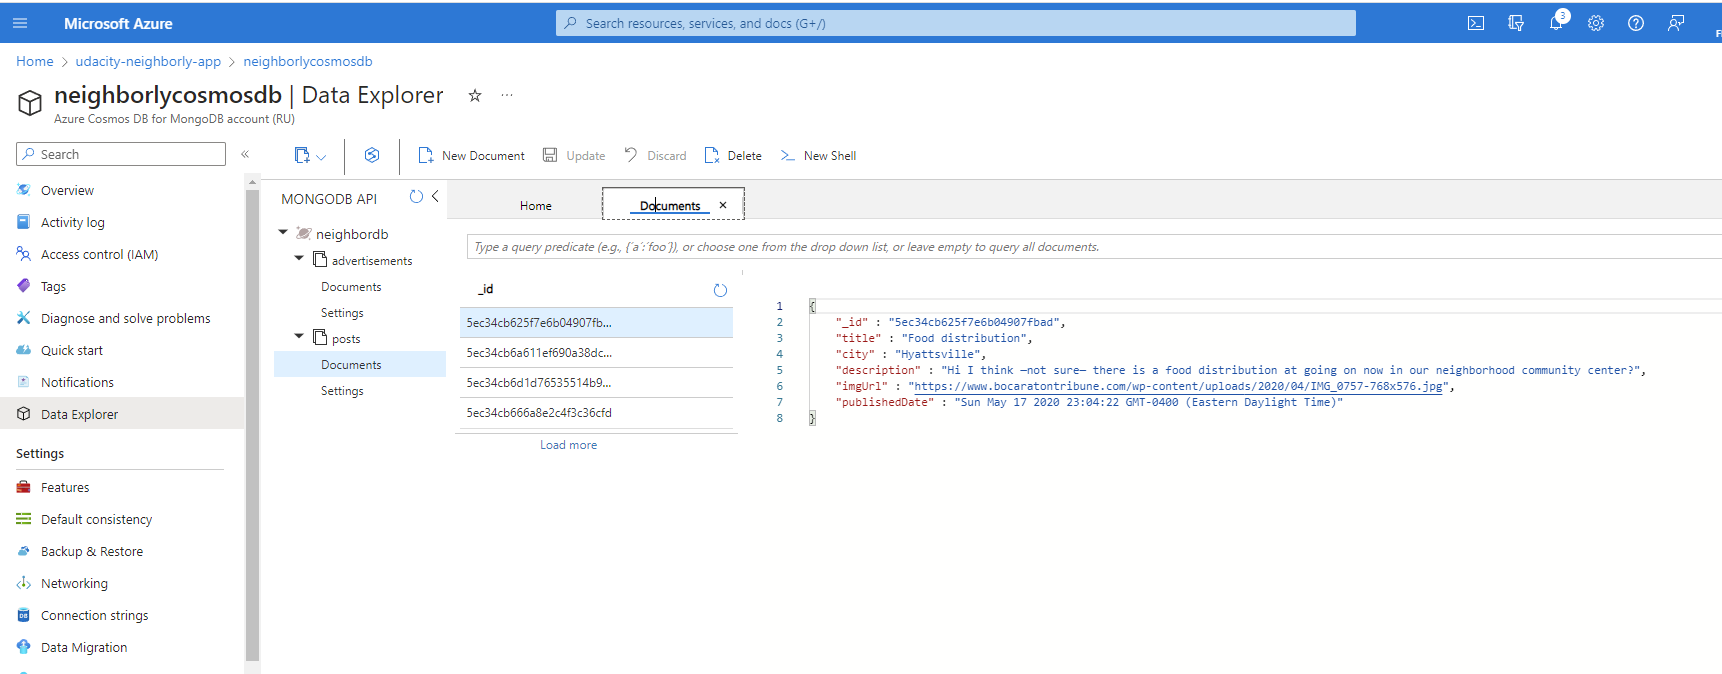 Microsoft Azure
Search resources, services, and docs (G+/)
3
Home > udacity-neighborly-app > neighborlycosmosdb
neighborlycosmosdb | Data Explorer
Azure Cosmos DB for MongoDB account (RU)
Search
«
New Document
Update
Discard
Delete
New Shell
Overview
Activity log
Access control (IAM)
Tags
Diagnose and solve problems
Quick start
Notifications
Data Explorer
Settings
Features
Default consistency
Backup & Restore
Networking
Connection strings
Data Migration
MONGODB API
neighbordb
advertisements
Documents
Settings
posts
Documents
Settings
Home
Documents
Type a query predicate (e.g., {´a´:´foo´}), or choose one from the drop down list, or leave empty to query all documents.
_id
5ec34cb625f7e6b04907fb...
5ec34cb6a611ef690a38dc...
5ec34cb6d1d76535514b9...
5ec34cb666a8e2c4f3c36cfd
Load more
1 {
2 "_id" : "5ec34cb625f7e6b04907fbad",
3 "title" : "Food distribution",
4 "city" : "Hyattsville",
5 "description" : "Hi I think —not sure— there is a food distribution at going on now in our neighborhood community center?",
6 "imgUrl" : "https://www.bocaratontribune.com/wp-content/uploads/2020/04/IMG_0757-768x576.jpg",
7 "publishedDate" : "Sun May 17 2020 23:04:22 GMT-0400 (Eastern Daylight Time)"
8 }